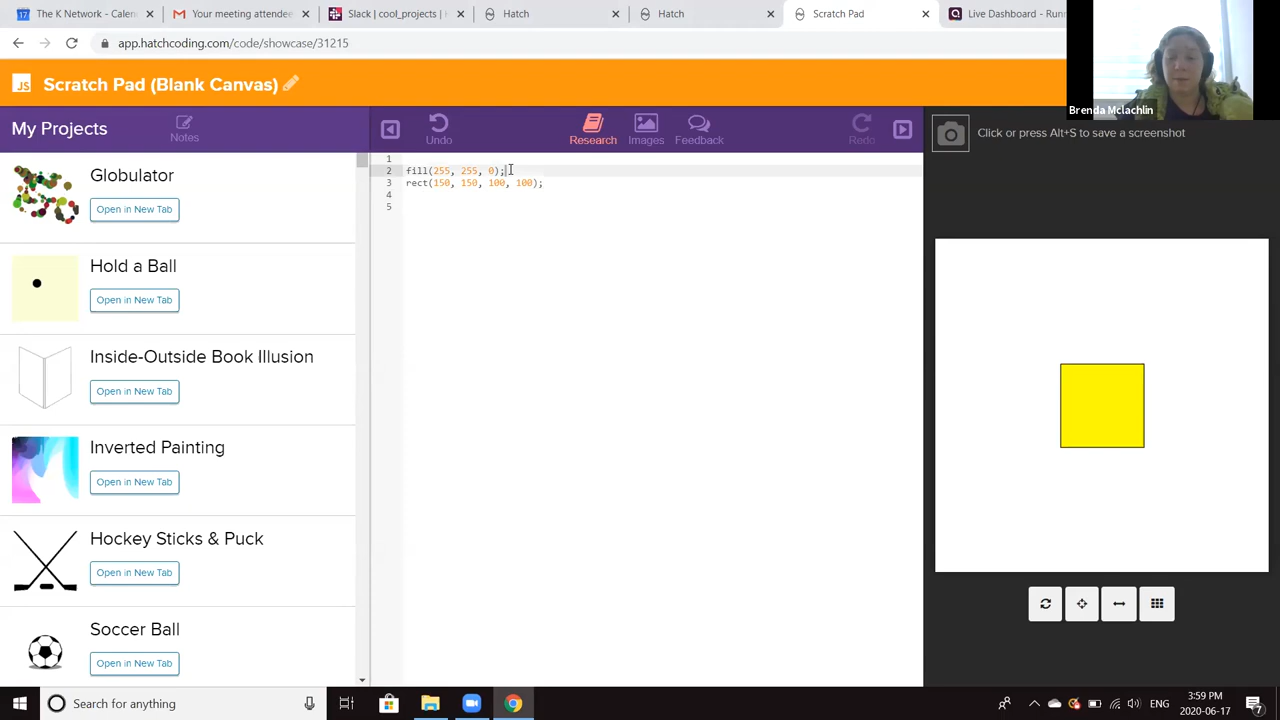 The K Network - Calen
Your meeting attendee
Slack | cool_projects | H
Hatch
Hatch
Scratch Pad
Live Dashboard - Runn
app.hatchcoding.com/code/showcase/31215
Brenda Mclachlin
JS
Scratch Pad (Blank Canvas)
My Projects
Notes
Undo
Research
Images
Feedback
Redo
Click or press Alt+S to save a screenshot
Globulator
Open in New Tab
Hold a Ball
Open in New Tab
Inside-Outside Book Illusion
Open in New Tab
Inverted Painting
Open in New Tab
Hockey Sticks & Puck
Open in New Tab
Soccer Ball
Open in New Tab
1
2 fill(255, 255, 0);
3 rect(150, 150, 100, 100);
4
5
Search for anything
ENG
3:59 PM
2020-06-17
7